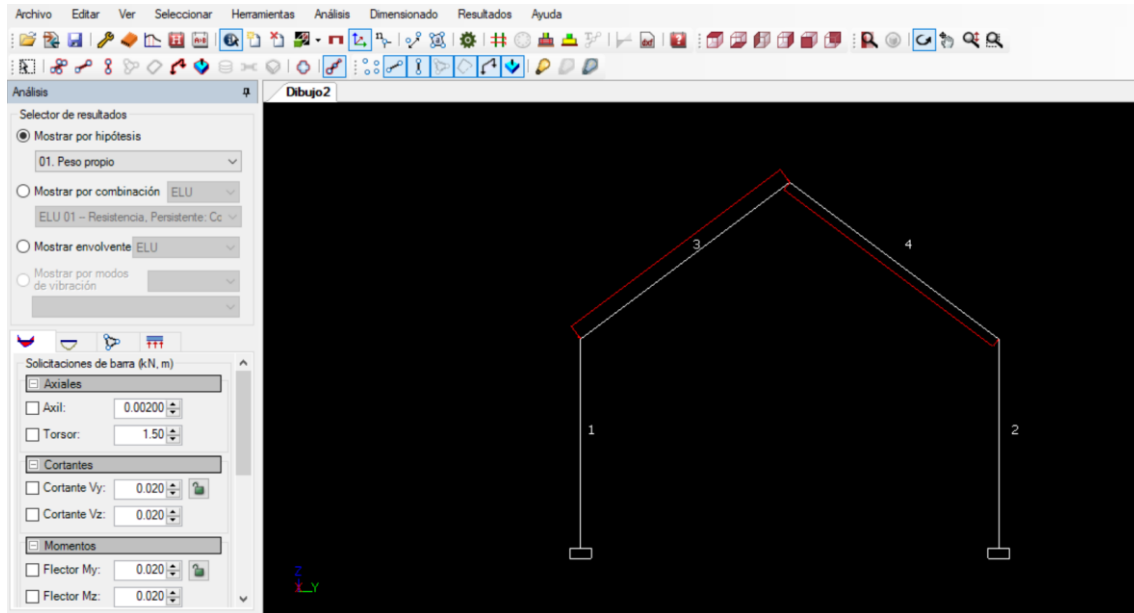 Archivo Editar Ver Seleccionar Herramientas Análisis Dimensionado Resultados Ayuda
Análisis
Dibujo2
Selector de resultados
Mostrar por hipótesis
01. Peso propio
Mostrar por combinación ELU
ELU 01 -- Resistencia, Persistente: Cc
Mostrar envolvente ELU
Mostrar por modos
de vibración
Solicitaciones de barra (kN, m)
Axiales
Axil: 0.00200
Torsor: 1.50
Cortantes
Cortante Vy: 0.020
Cortante Vz: 0.020
Momentos
Flector My: 0.020
Flector Mz: 0.020
3
4
1
2
Z
X Y